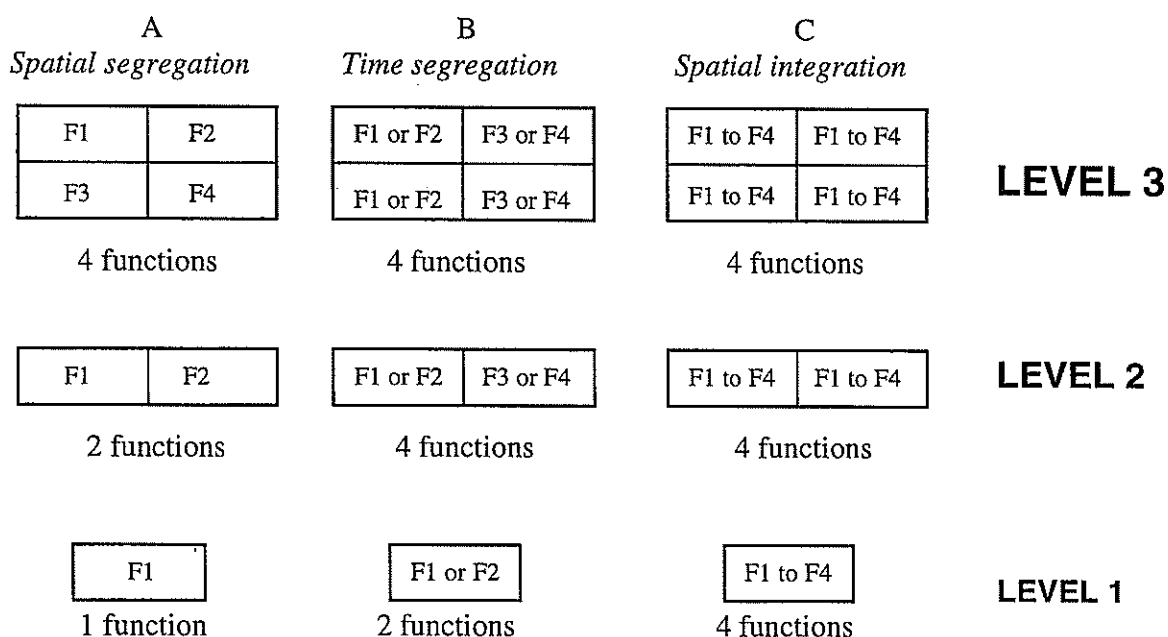 A B C
Spatial segregation Time segregation Spatial integration
F1 F2 F1 or F2 F3 or F4 F1 to F4 F1 to F4
LEVEL 3
F3 F4 F1 or F2 F3 or F4 F1 to F4 F1 to F4
4 functions 4 functions 4 functions
F1 F2 F1 or F2 F3 or F4 F1 to F4 F1 to F4 LEVEL 2
2 functions 4 functions 4 functions
F1 F1 or F2 F1 to F4 LEVEL 1
1 function 2 functions 4 functions